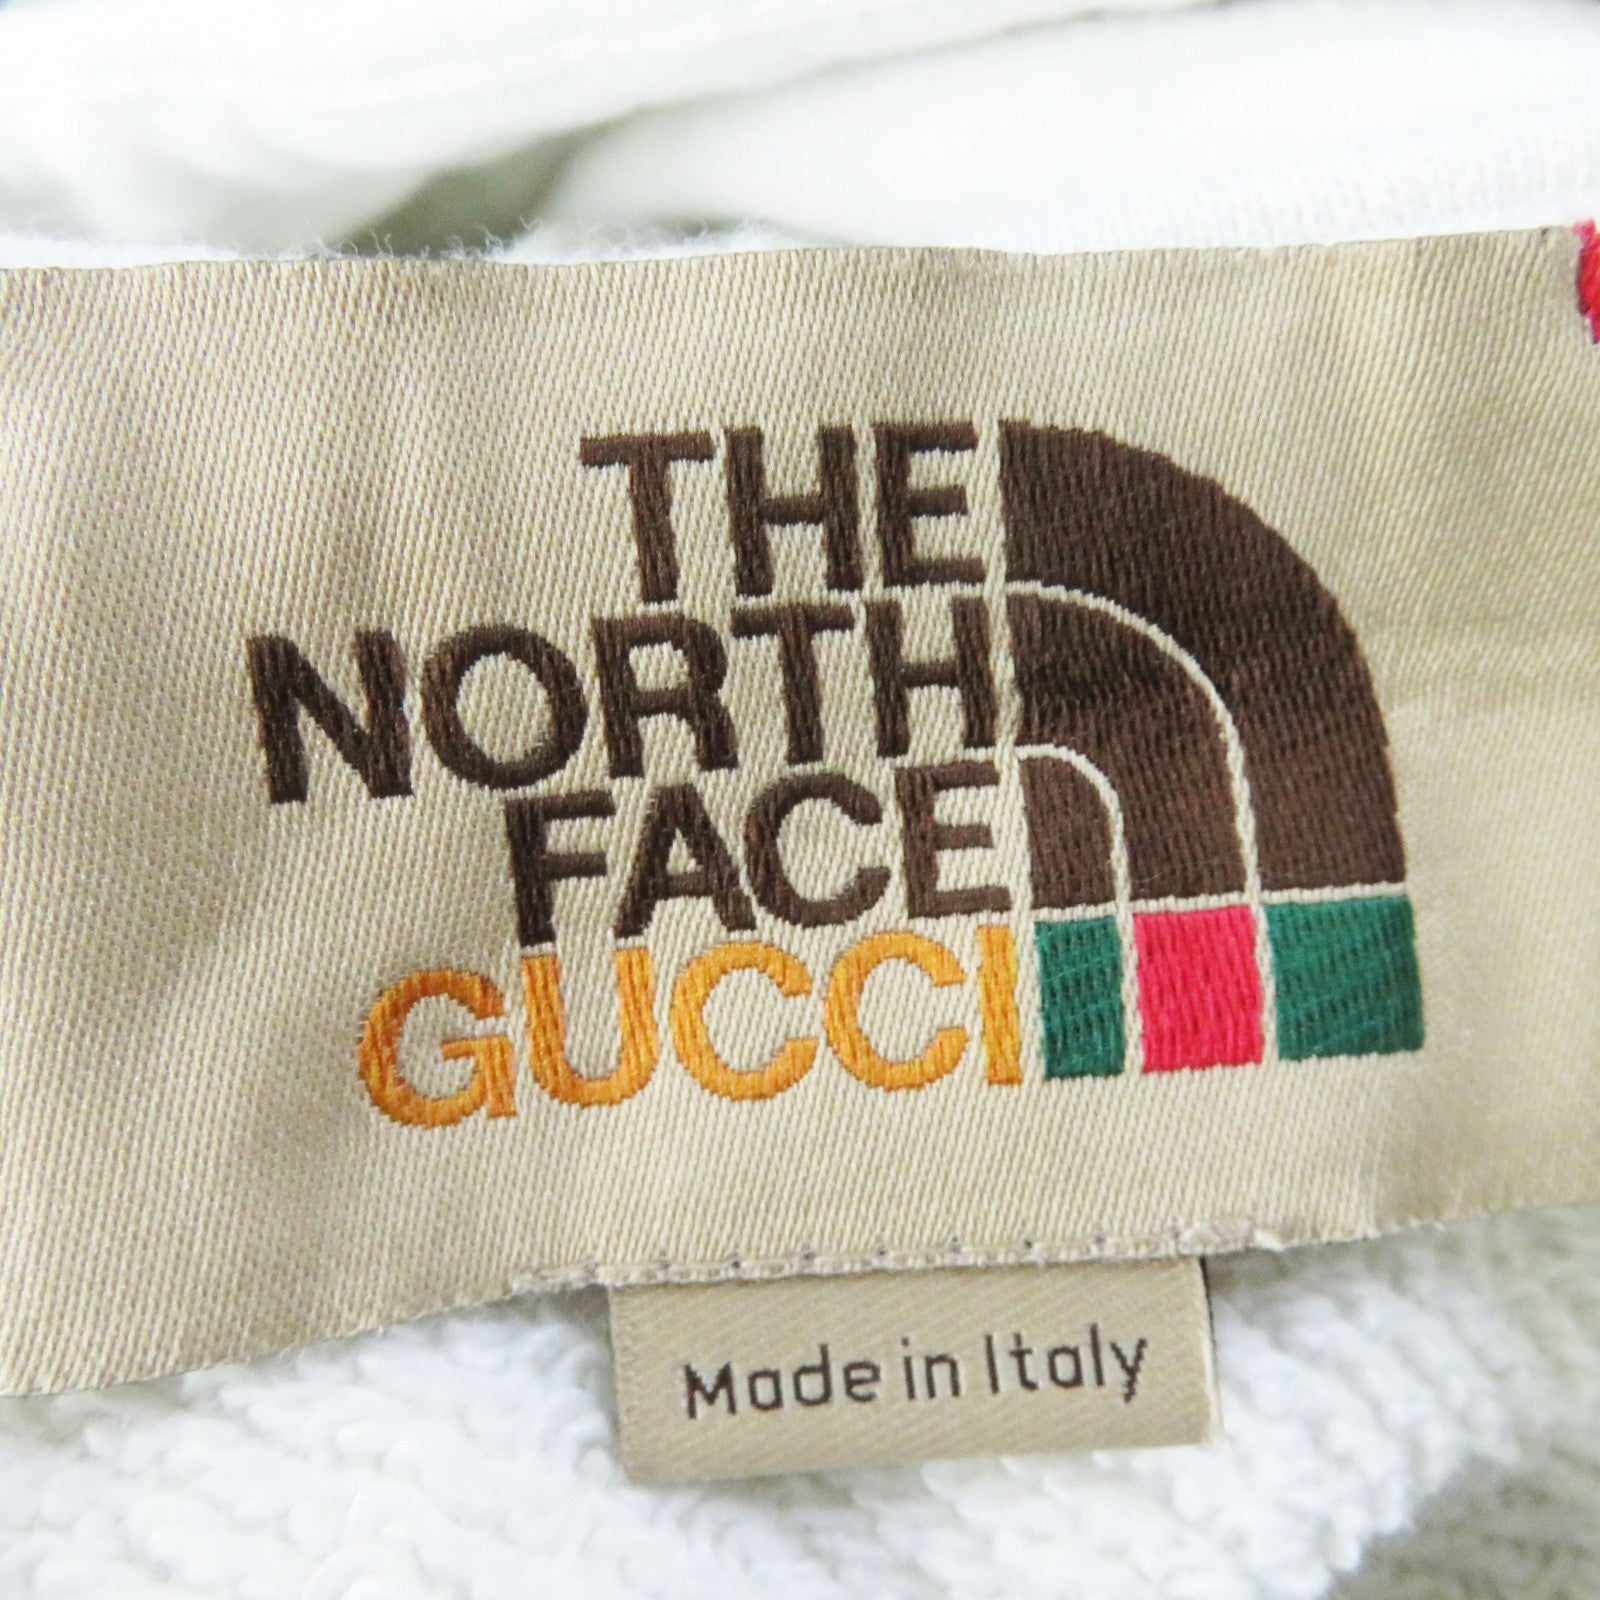 THE
NORTH
FACE
GUCCI
Made in Italy